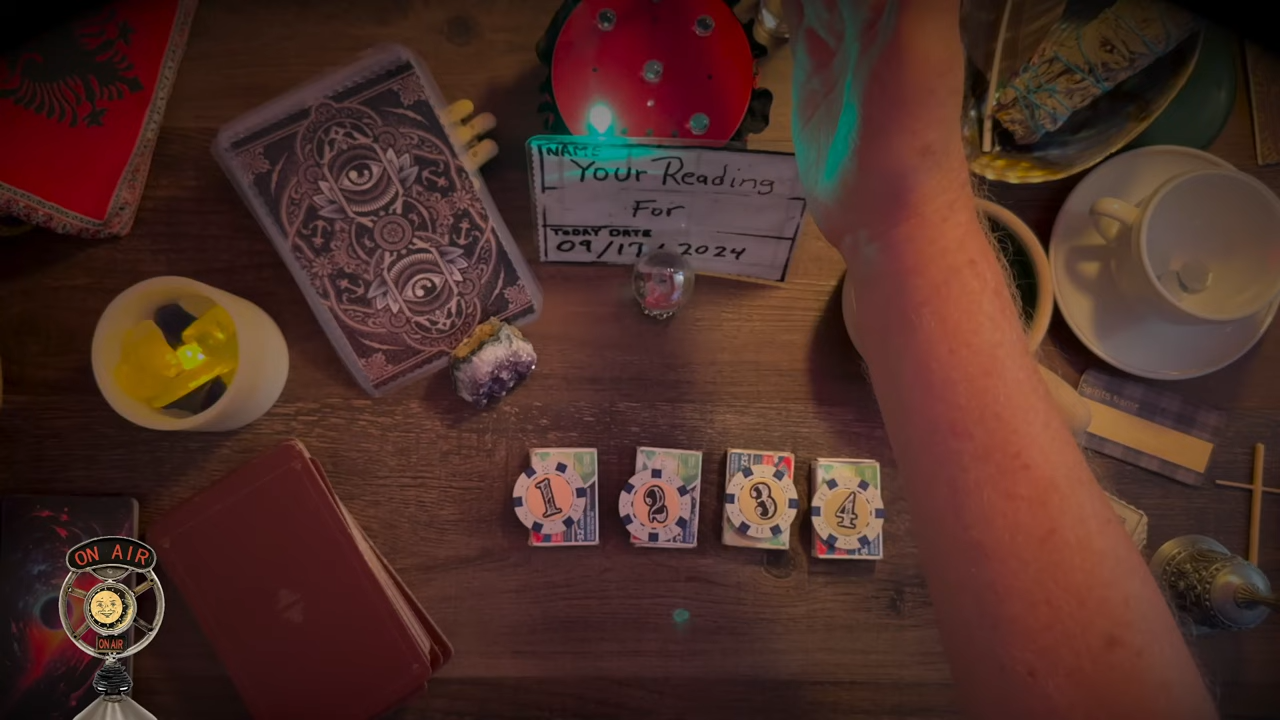 NAME
Your Reading
For
TODAY DATE
09/17/2024
1
2
3
4
ON AIR
ON AIR